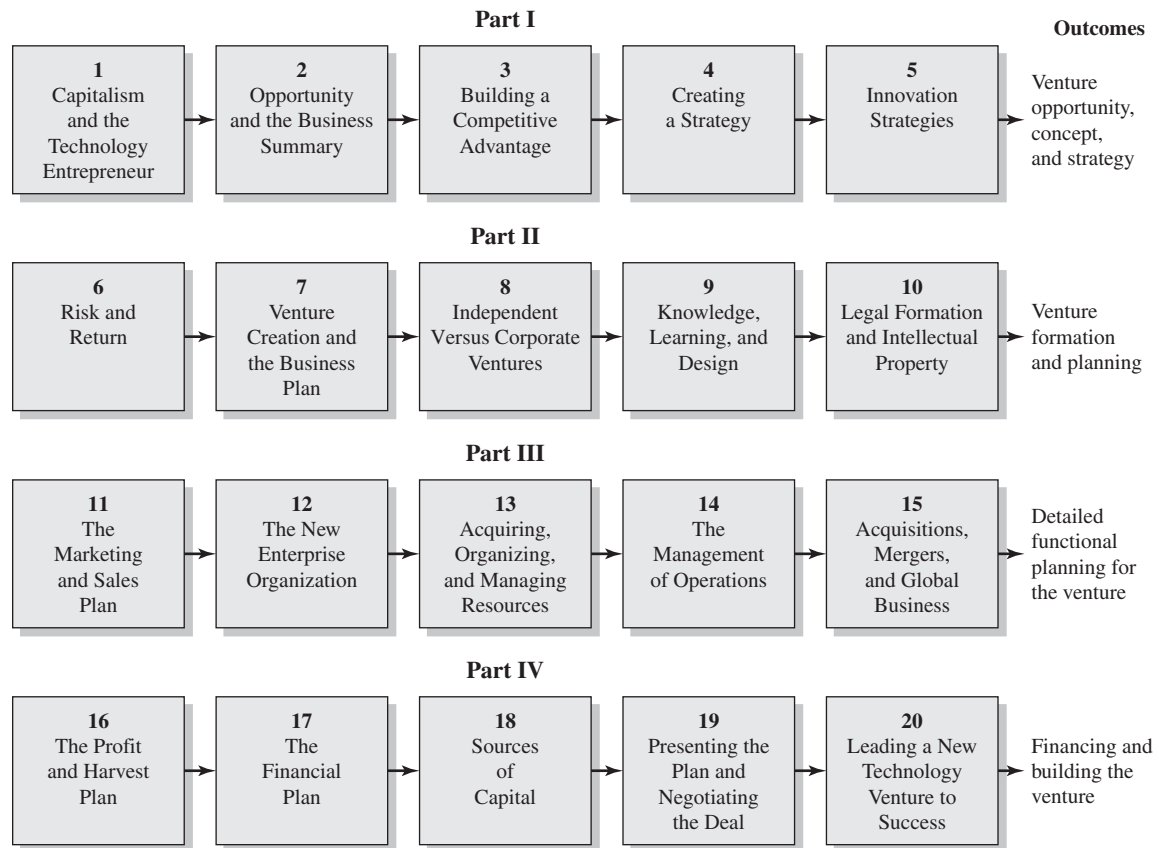 Part I
Outcomes
1
Capitalism
and the
Technology
Entrepreneur
2
Opportunity
and the Business
Summary
3
Building a
Competitive
Advantage
4
Creating
a Strategy
5
Innovation
Strategies
Venture
opportunity,
concept,
and strategy
Part II
6
Risk and
Return
7
Venture
Creation and
the Business
Plan
8
Independent
Versus Corporate
Ventures
9
Knowledge,
Learning, and
Design
10
Legal Formation
and Intellectual
Property
Venture
formation
and planning
Part III
11
The
Marketing
and Sales
Plan
12
The New
Enterprise
Organization
13
Acquiring,
Organizing,
and Managing
Resources
14
The
Management
of Operations
15
Acquisitions,
Mergers,
and Global
Business
Detailed
functional
planning for
the venture
Part IV
16
The Profit
and Harvest
Plan
17
The
Financial
Plan
18
Sources
of
Capital
19
Presenting the
Plan and
Negotiating
the Deal
20
Leading a New
Technology
Venture to
Success
Financing and
building the
venture